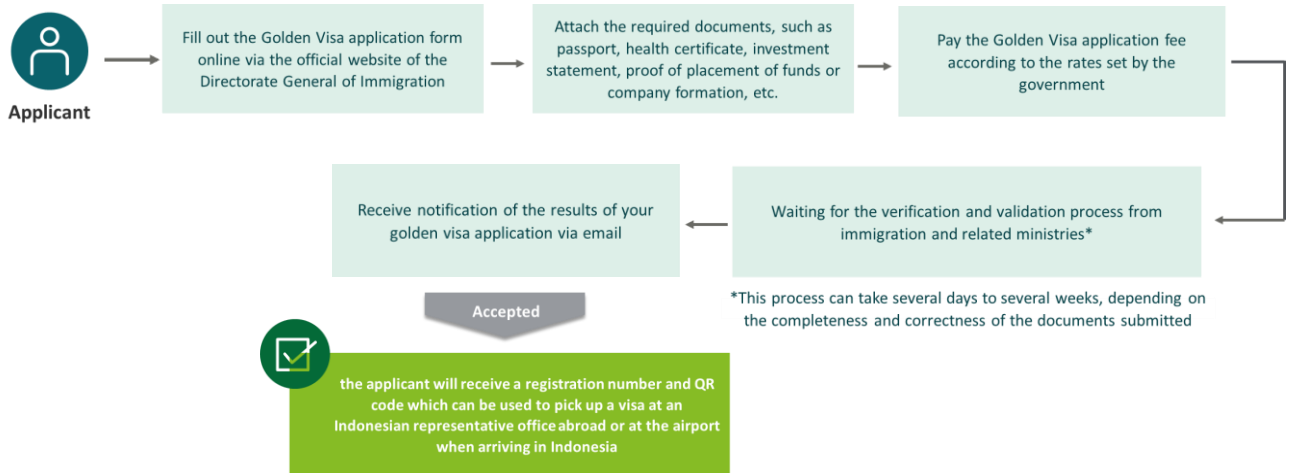 Applicant
Fill out the Golden Visa application form
online via the official website of the
Directorate General of Immigration
Attach the required documents, such as
passport, health certificate, investment
statement, proof of placement of funds or
company formation, etc.
Pay the Golden Visa application fee
according to the rates set by the
government
Waiting for the verification and validation process from
immigration and related ministries*
*This process can take several days to several weeks, depending on
the completeness and correctness of the documents submitted
Receive notification of the results of your
golden visa application via email
Accepted
the applicant will receive a registration number and QR
code which can be used to pick up a visa at an
Indonesian representative office abroad or at the airport
when arriving in Indonesia